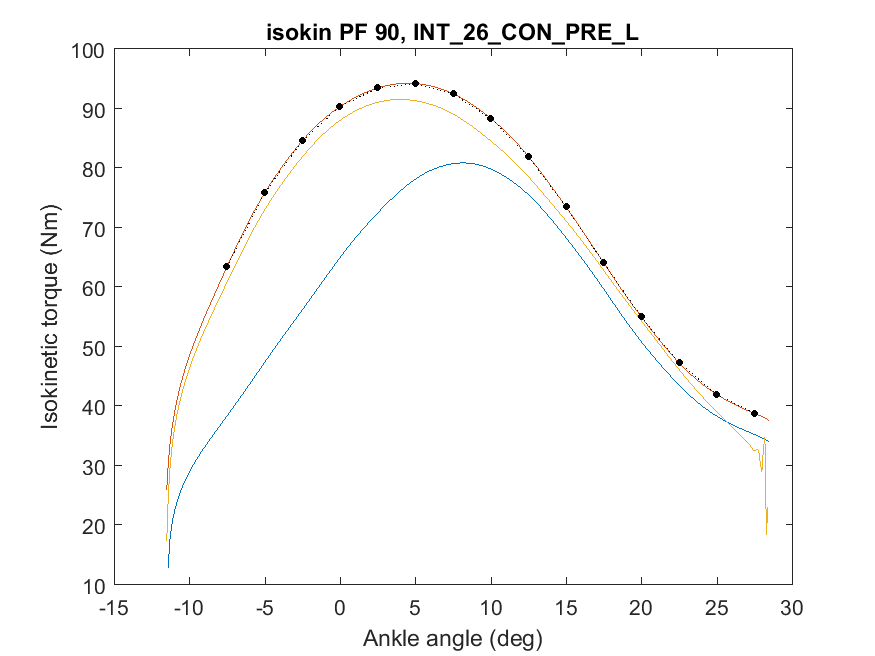 isokin PF 90, INT_26_CON_PRE_L
Isokinetic torque (Nm)
100
90
80
70
60
50
40
30
20
10
-15 -10 -5 0 5 10 15 20 25 30
Ankle angle (deg)